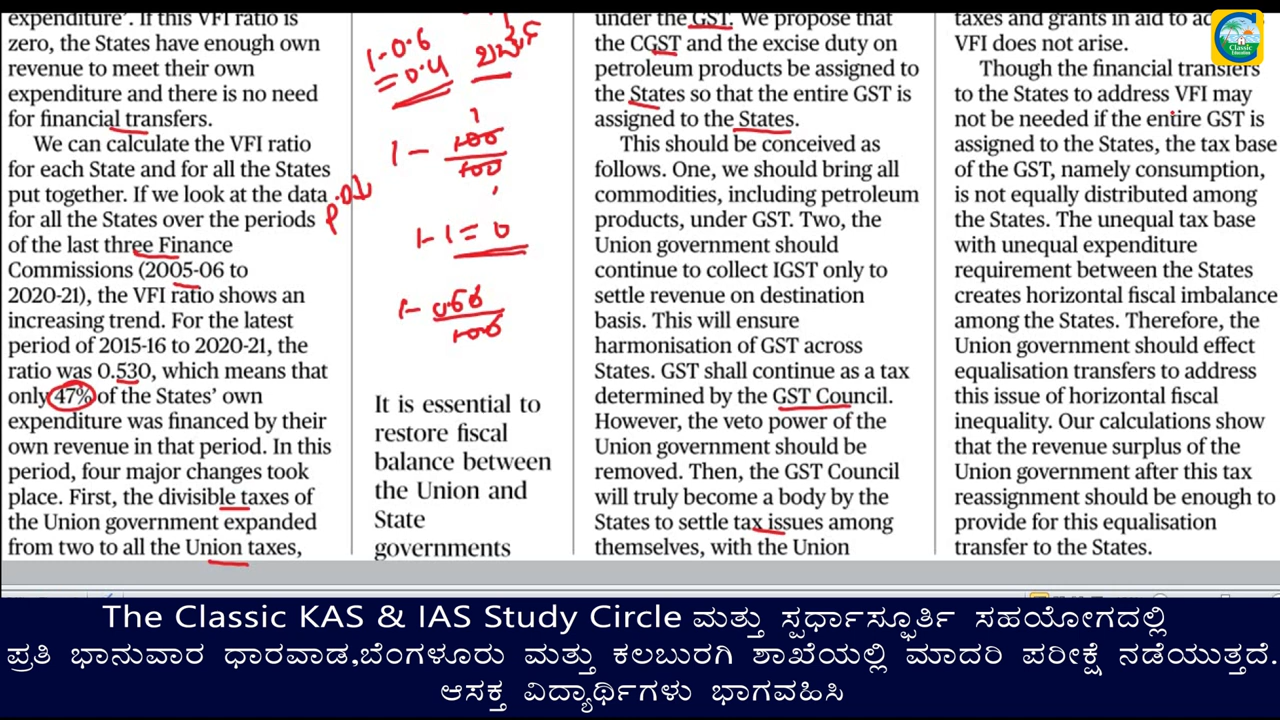 expenditure'. If this VFI ratio is
zero, the States have enough own
revenue to meet their own
expenditure and there is no need
for financial transfers.
We can calculate the VFI ratio
for each State and for all the States
put together. If we look at the data
for all the States over the periods
of the last three Finance
Commissions (2005-06 to
2020-21), the VFI ratio shows an
increasing trend. For the latest
period of 2015-16 to 2020-21, the
ratio was 0.530, which means that
only 47% of the States' own
expenditure was financed by their
own revenue in that period. In this
period, four major changes took
place. First, the divisible taxes of
the Union government expanded
from two to all the Union taxes,
1-0.6
=0.4
1- 100
100
1
1-1=0
1-
It is essential to
restore fiscal
balance between
the Union and
State
governments
under the GST. We propose that
the CGST and the excise duty on
petroleum products be assigned to
the States so that the entire GST is
assigned to the States.
This should be conceived as
follows. One, we should bring all
commodities, including petroleum
products, under GST. Two, the
Union government should
continue to collect IGST only to
settle revenue on destination
basis. This will ensure
harmonisation of GST across
States. GST shall continue as a tax
determined by the GST Council.
However, the veto power of the
Union government should be
removed. Then, the GST Council
will truly become a body by the
States to settle tax issues among
themselves, with the Union
taxes and grants in aid to
VFI does not arise.
Though the financial transfers
to the States to address VFI may
not be needed if the entire GST is
assigned to the States, the tax base
of the GST, namely consumption,
is not equally distributed among
the States. The unequal tax base
with unequal expenditure
requirement between the States
creates horizontal fiscal imbalance
among the States. Therefore, the
Union government should effect
equalisation transfers to address
this issue of horizontal fiscal
inequality. Our calculations show
that the revenue surplus of the
Union government after this tax
reassignment should be enough to
provide for this equalisation
transfer to the States.
Classic
Education
The Classic KAS & IAS Study Circle ಮತ್ತು ಸ್ಪರ್ಧಾಸ್ಫೂರ್ತಿ ಸಹಯೋಗದಲ್ಲಿ
ಪ್ರತಿ ಭಾನುವಾರ ಧಾರವಾಡ,ಬೆಂಗಳೂರು ಮತ್ತು ಕಲಬುರಗಿ ಶಾಖೆಯಲ್ಲಿ ಮಾದರಿ ಪರೀಕ್ಷೆ ನಡೆಯುತ್ತದೆ.
ಆಸಕ್ತ ವಿದ್ಯಾರ್ಥಿಗಳು ಭಾಗವಹಿಸಿ